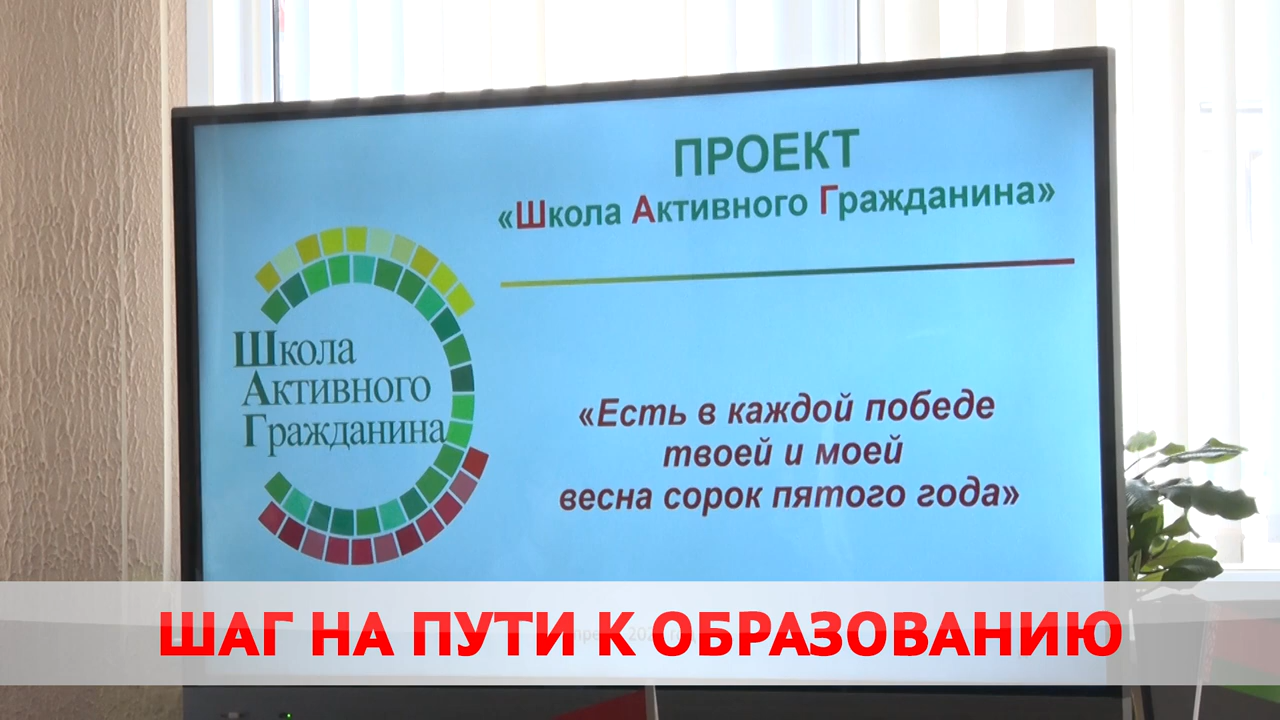 ПРОЕКТ
«Школа Активного Гражданина»
Школа
Активного
Гражданина
«Есть в каждой победе
твоей и моей
весна сорок пятого года»
ШАГ НА ПУТИ К ОБРАЗОВАНИЮ